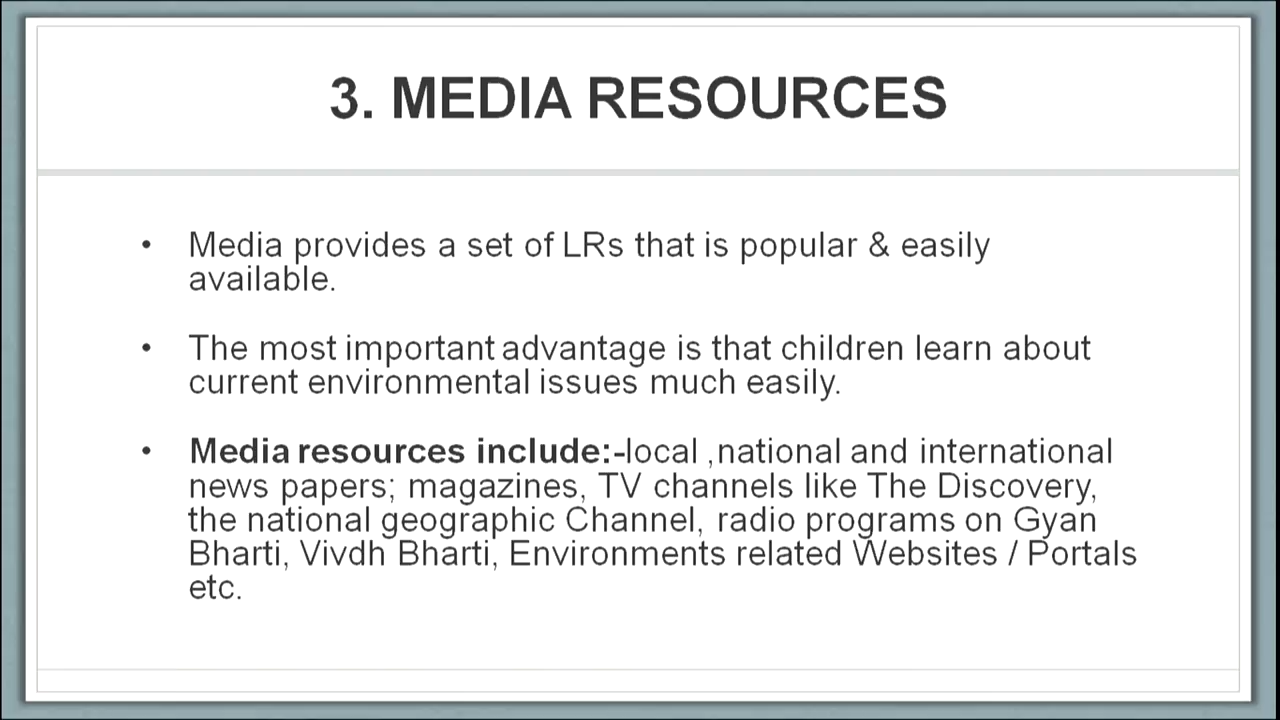 3. MEDIA RESOURCES
• Media provides a set of LRs that is popular & easily
available.
• The most important advantage is that children learn about
current environmental issues much easily.
• Media resources include:-local ,national and international
news papers; magazines, TV channels like The Discovery,
the national geographic Channel, radio programs on Gyan
Bharti, Vivdh Bharti, Environments related Websites / Portals
etc.